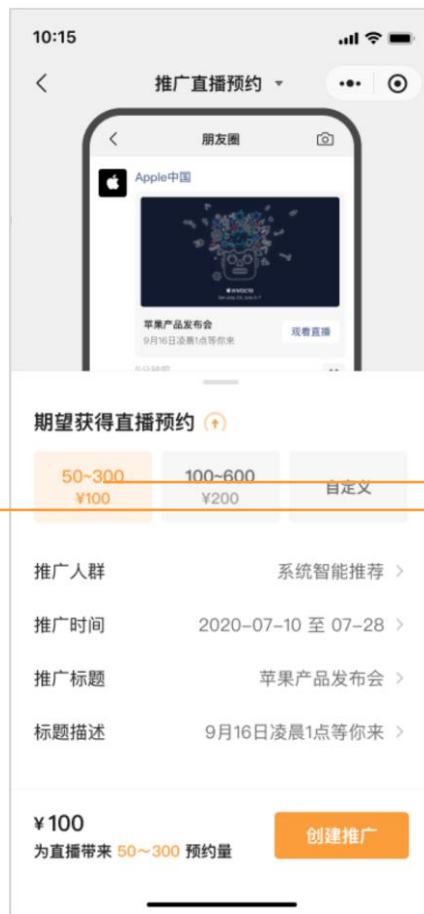 10:15
推广直播预约
朋友圈
Apple中国
苹果产品发布会
9月16日凌晨1点等你来
观看直播
期望获得直播预约
50~300
¥100
100~600
¥200
自定义
推广人群
系统智能推荐
推广时间
2020-07-10 至 07-28
推广标题
苹果产品发布会
标题描述
9月16日凌晨1点等你来
¥100
为直播带来 50~300 预约量
创建推广